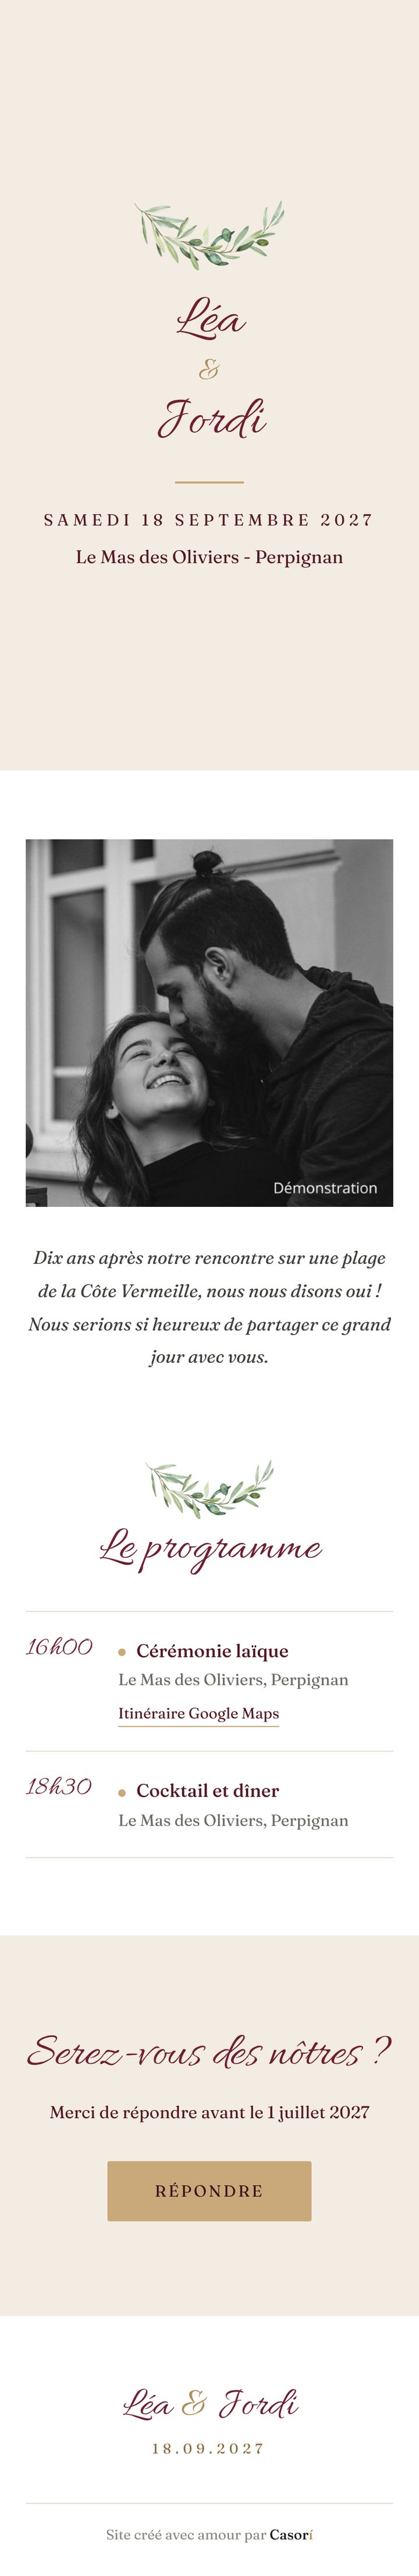 Léa
&
Jordi
SAMEDI 18 SEPTEMBRE 2027
Le Mas des Oliviers - Perpignan
Démonstration
Dix ans après notre rencontre sur une plage
de la Côte Vermeille, nous nous disons oui !
Nous serions si heureux de partager ce grand
jour avec vous.
Le programme
16h00
Cérémonie laïque
Le Mas des Oliviers, Perpignan
Itinéraire Google Maps
18h30
Cocktail et dîner
Le Mas des Oliviers, Perpignan
Serez-vous des nôtres ?
Merci de répondre avant le 1 juillet 2027
RÉPONDRE
Léa & Jordi
18.09.2027
Site créé avec amour par Casorí